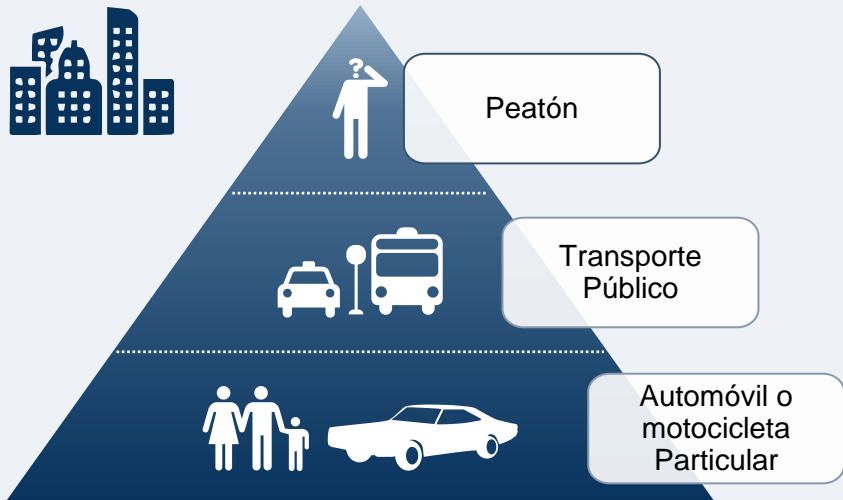 ?
Peatón
Transporte
Público
Automóvil o
motocicleta
Particular